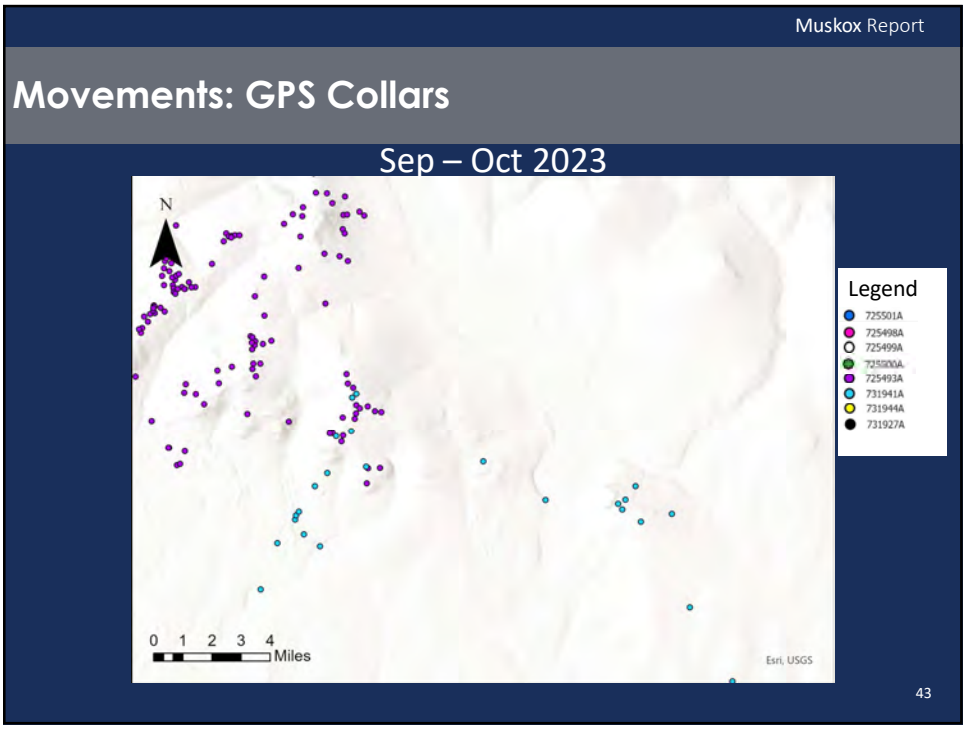 Muskox Report
Movements: GPS Collars
Sep – Oct 2023
N
Legend
725501A
725498A
725499A
725493A
731941A
731944A
731927A
0 1 2 3 4
Miles
Esri, USGS
43